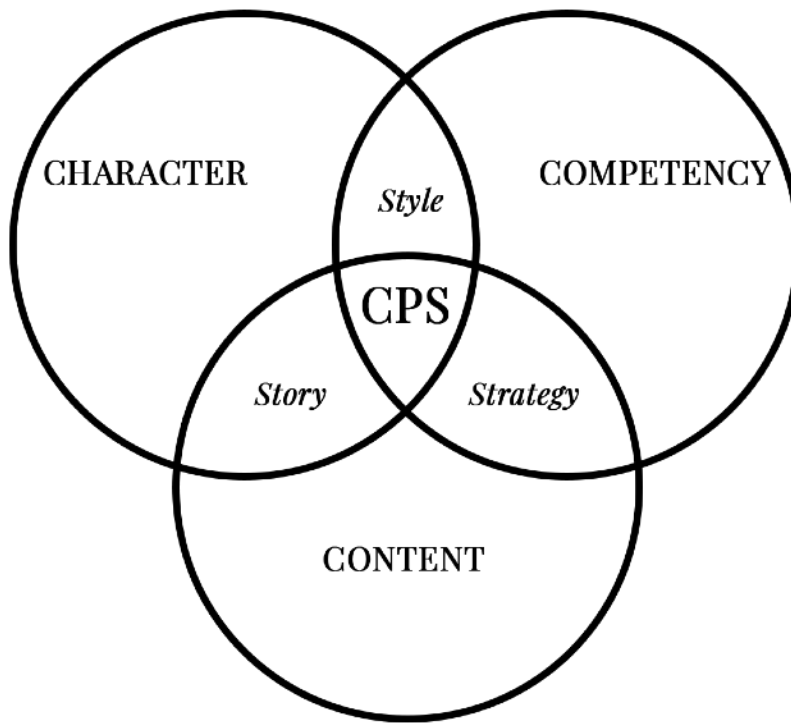 CHARACTER
COMPETENCY
Style
CPS
Story
Strategy
CONTENT